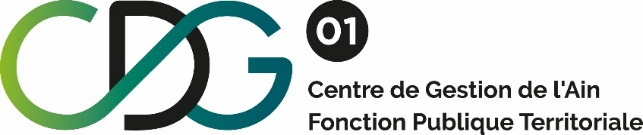 CDG
01
Centre de Gestion de l'Ain
Fonction Publique Territoriale